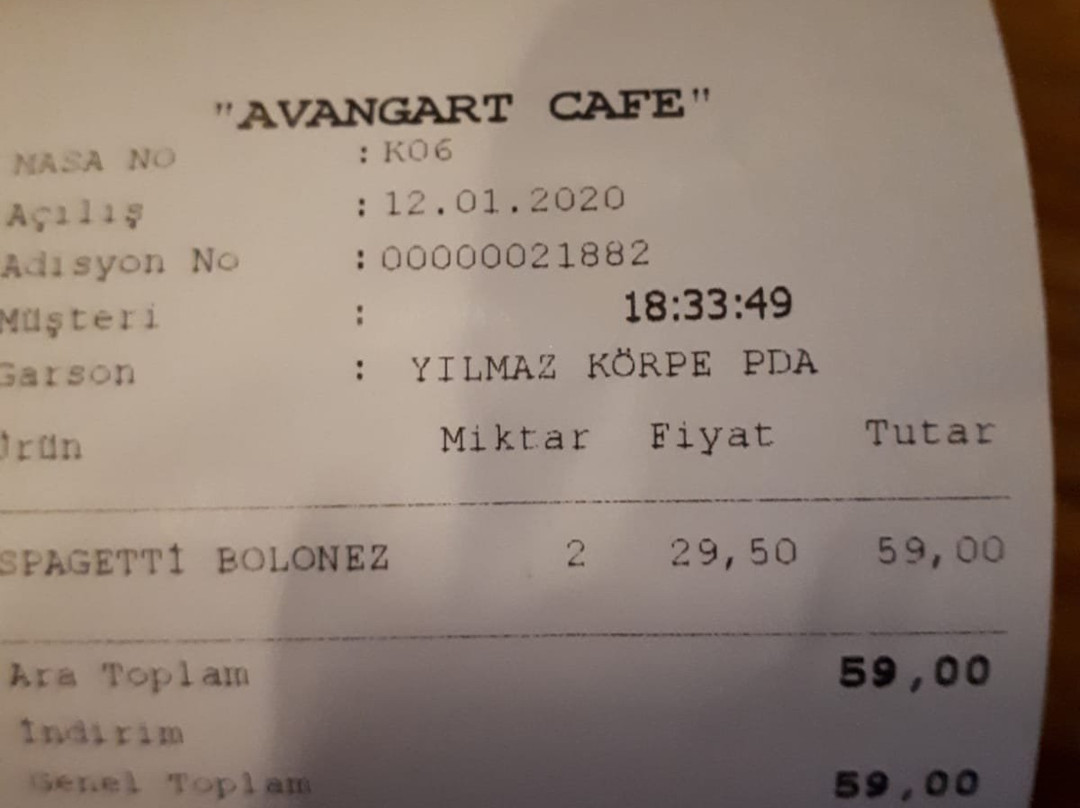 "AVANGART CAFE"
MASA NO : K06
Açılış : 12.01.2020
Adısyon No : 00000021882
Müşteri : 18:33:49
Garson : YILMAZ KÖRPE PDA
Ürün Miktar Fiyat Tutar
SPAGETTİ BOLONEZ 2 29,50 59,00
Ara Toplam 59,00
İndirim
Genel Toplam 59,00